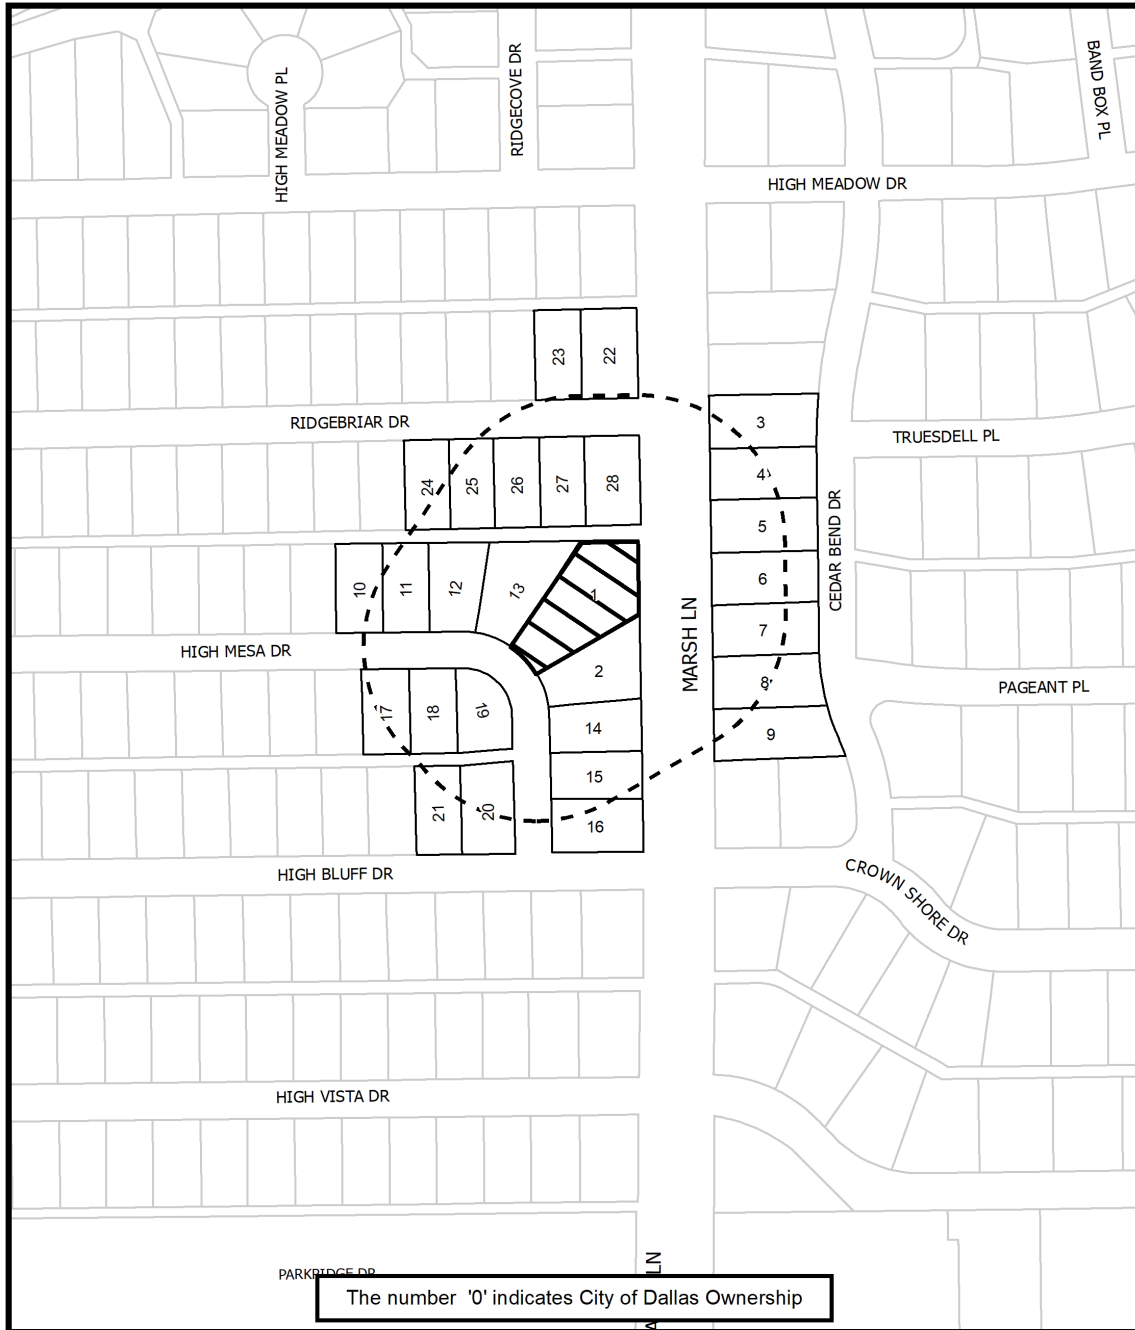 BAND BOX PL
RIDGECOVE DR
HIGH MEADOW PL
HIGH MEADOW DR
23
22
3
RIDGEBRIAR DR
TRUESDELL PL
4
24
25
26
27
28
5
CEDAR BEND DR
6
10
11
12
13
1
7
MARSH LN
HIGH MESA DR
2
8
PAGEANT PL
17
18
19
14
9
15
21
20
16
HIGH BLUFF DR
CROWN SHORE DR
HIGH VISTA DR
PARKRIDGE DR
LN
The number '0' indicates City of Dallas Ownership